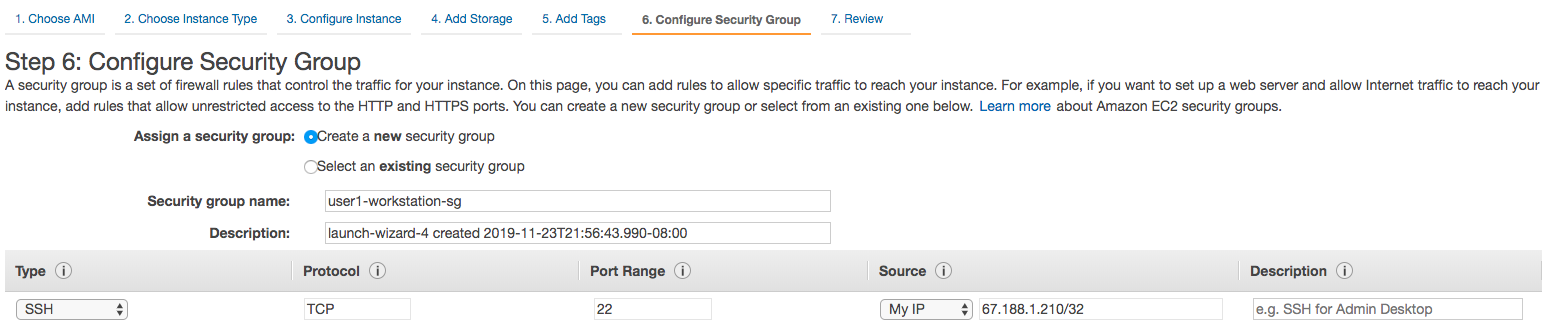 1. Choose AMI 2. Choose Instance Type 3. Configure Instance 4. Add Storage 5. Add Tags 6. Configure Security Group 7. Review
Step 6: Configure Security Group
A security group is a set of firewall rules that control the traffic for your instance. On this page, you can add rules to allow specific traffic to reach your instance. For example, if you want to set up a web server and allow Internet traffic to reach your
instance, add rules that allow unrestricted access to the HTTP and HTTPS ports. You can create a new security group or select from an existing one below. Learn more about Amazon EC2 security groups.
Assign a security group: Create a new security group
Select an existing security group
Security group name: user1-workstation-sg
Description: launch-wizard-4 created 2019-11-23T21:56:43.990-08:00
Type i Protocol i Port Range i Source i Description i
SSH TCP 22 My IP 67.188.1.210/32 e.g. SSH for Admin Desktop